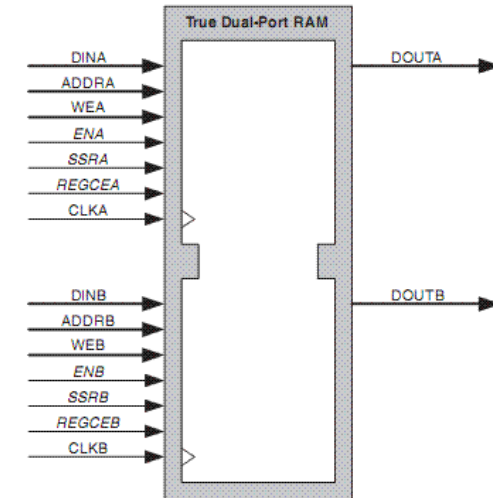 True Dual-Port RAM
DINA
DOUTA
ADDRA
WEA
ENA
SSRA
REGCEA
CLKA
DINB
DOUTB
ADDRB
WEB
ENB
SSRB
REGCEB
CLKB